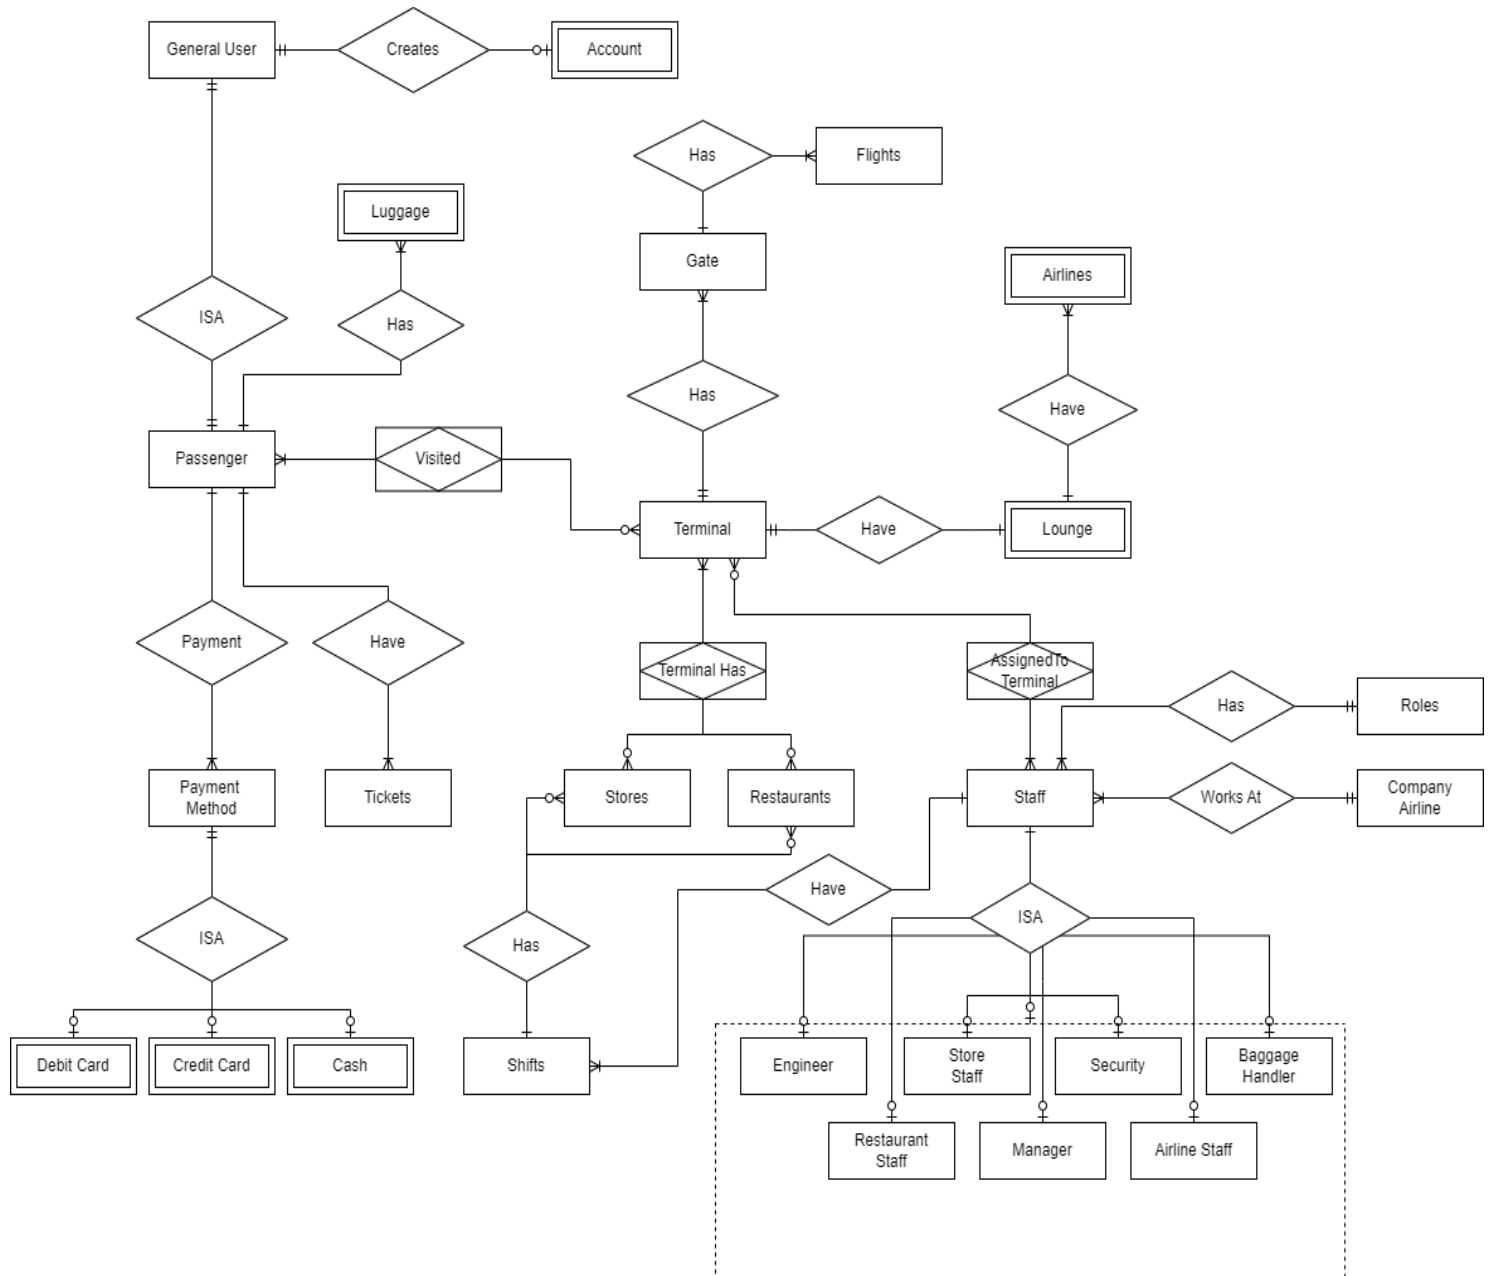 General User
Creates
Account
Has
Flights
Luggage
Gate
Airlines
ISA
Has
Has
Have
Passenger
Visited
Terminal
Have
Lounge
Payment
Have
Terminal Has
AssignedTo
Terminal
Has
Roles
Payment
Method
Tickets
Stores
Restaurants
Staff
Works At
Company
Airline
Have
ISA
ISA
Has
Debit Card
Credit Card
Cash
Shifts
Engineer
Store
Staff
Security
Baggage
Handler
Restaurant
Staff
Manager
Airline Staff